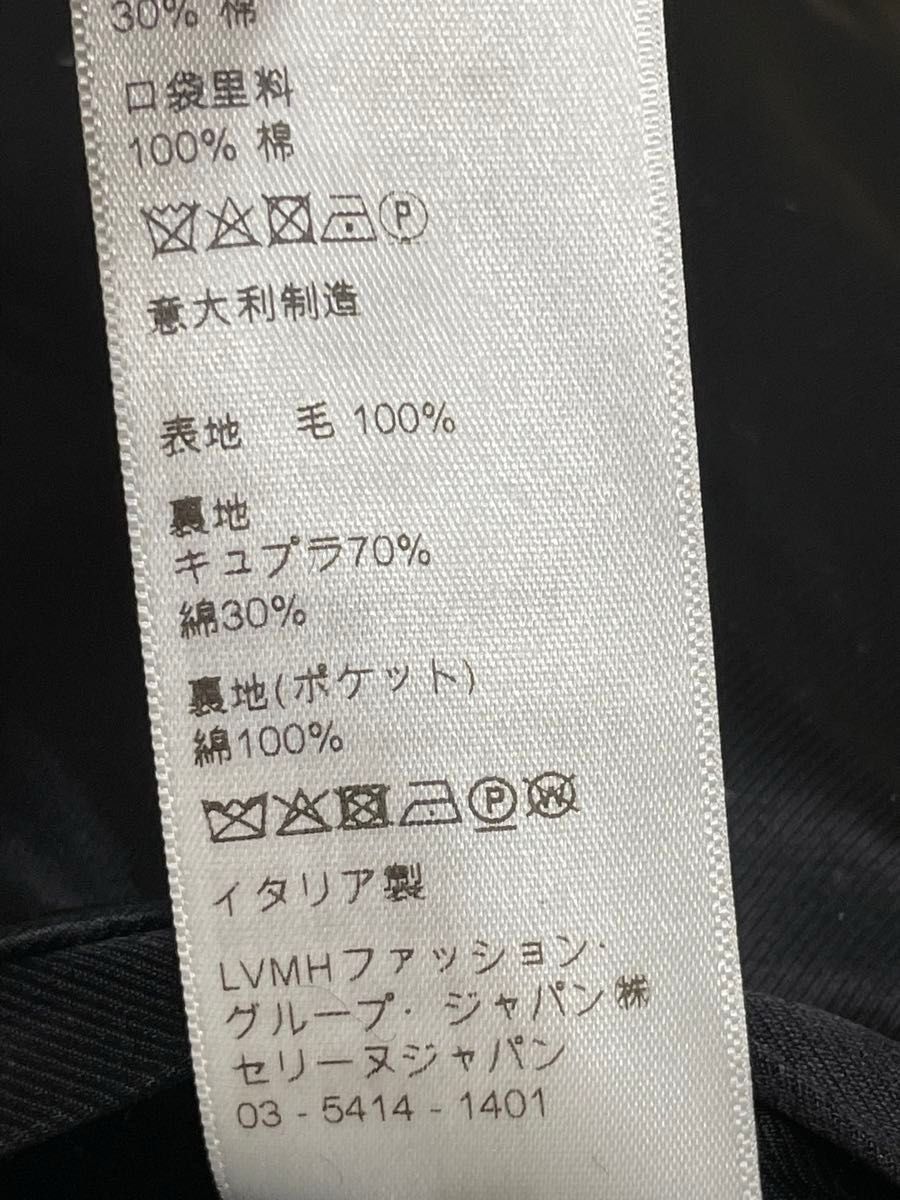 30% 棉
口袋里料
100% 棉
P
意大利制造
表地 毛 100%
裏地
キュプラ70%
綿30%
裏地(ポケット)
綿100%
P W
イタリア製
LVMHファッション・
グループ・ジャパン㈱
セリーヌジャパン
03 - 5414 - 1401